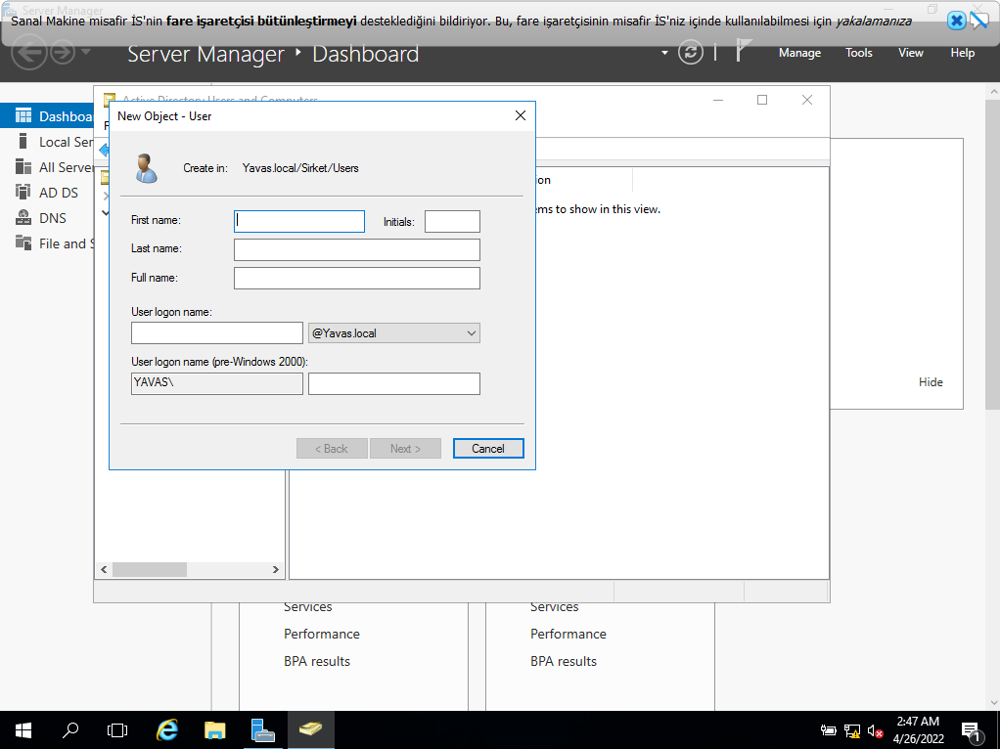 Server Manager
Sanal Makine misafir İS'nin fare işaretçisi bütünleştirmeyi desteklediğini bildiriyor. Bu, fare işaretçisinin misafir İS'niz içinde kullanılabilmesi için yakalamanıza
Server Manager • Dashboard
Manage Tools View Help
Active Directory Users and Computers
F
New Object - User
Dashboa
Local Ser
All Server
AD DS
DNS
File and S
Create in: Yavas.local/Sirket/Users
ion
ems to show in this view.
First name:
Initials:
Last name:
Full name:
User logon name:
@Yavas.local
User logon name (pre-Windows 2000):
YAVAS\
Hide
< Back Next > Cancel
Services Services
Performance Performance
BPA results BPA results
2:47 AM
4/26/2022
1